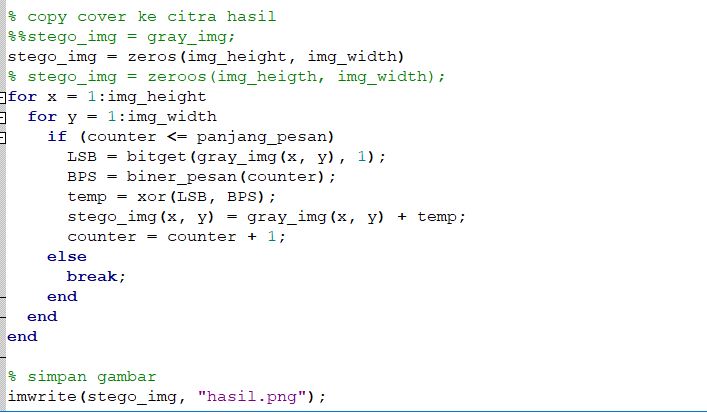 % copy cover ke citra hasil
%%stego_img = gray_img;
stego_img = zeros(img_height, img_width)
% stego_img = zeroos(img_heigth, img_width);
for x = 1:img_height
  for y = 1:img_width
    if (counter <= panjang_pesan)
      LSB = bitget(gray_img(x, y), 1);
      BPS = biner_pesan(counter);
      temp = xor(LSB, BPS);
      stego_img(x, y) = gray_img(x, y) + temp;
      counter = counter + 1;
    else
      break;
    end
  end
end

% simpan gambar
imwrite(stego_img, "hasil.png");